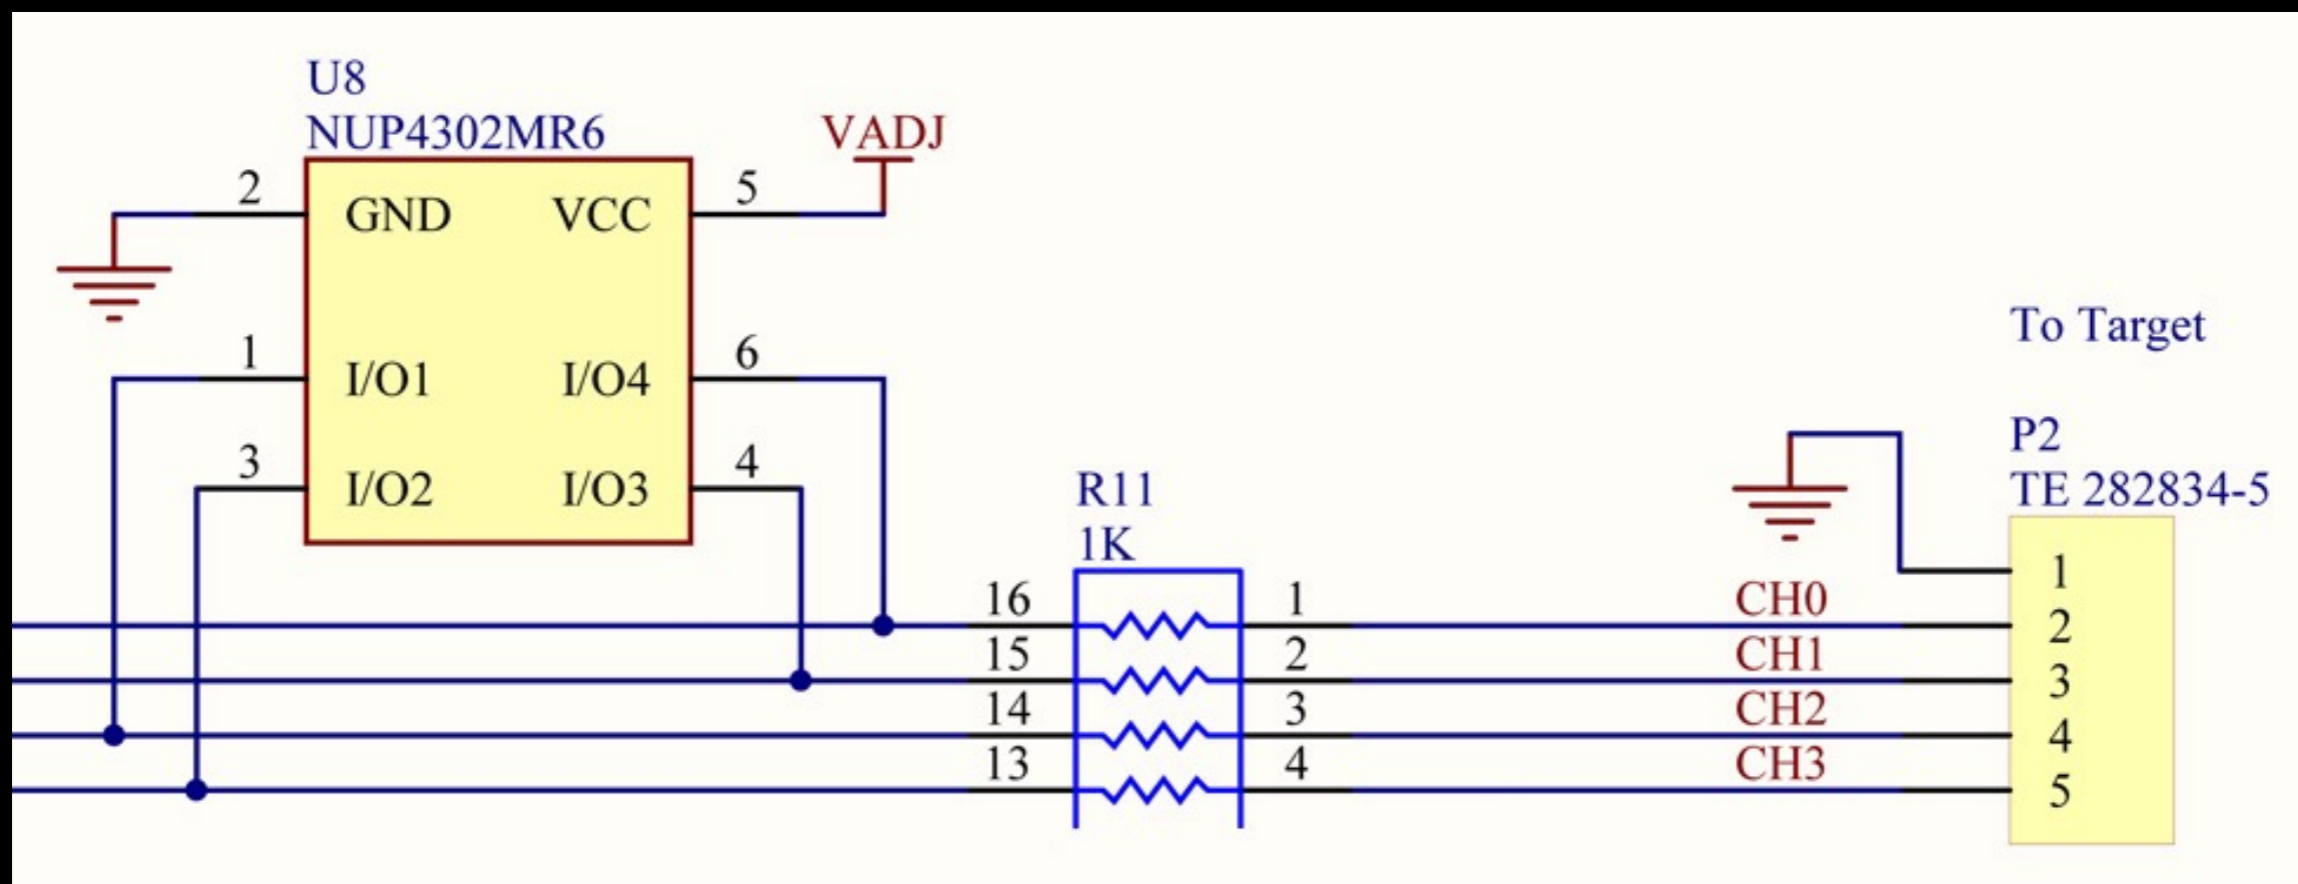 U8
NUP4302MR6
VADJ
2
GND
VCC
5
1
I/O1
I/O4
6
3
I/O2
I/O3
4
To Target
P2
TE 282834-5
R11
1K
1
16
1
CH0
2
15
2
CH1
3
14
3
CH2
4
13
4
CH3
5